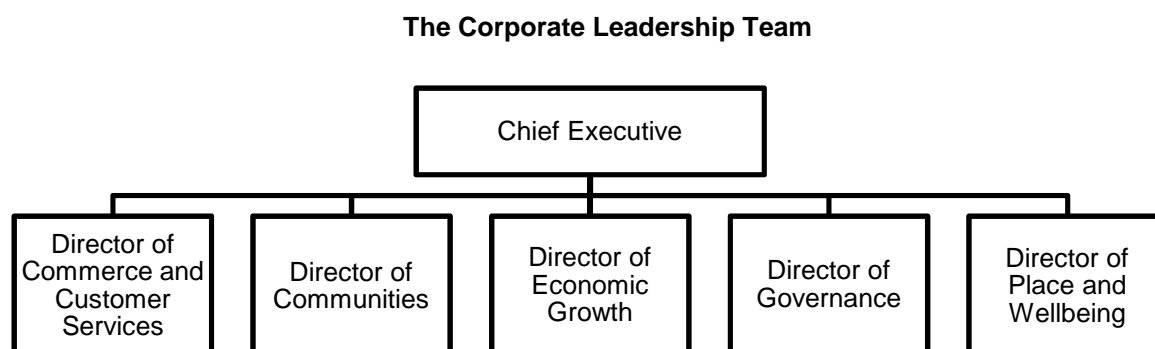 The Corporate Leadership Team
Chief Executive
Director of
Commerce and
Customer
Services
Director of
Communities
Director of
Economic
Growth
Director of
Governance
Director of
Place and
Wellbeing